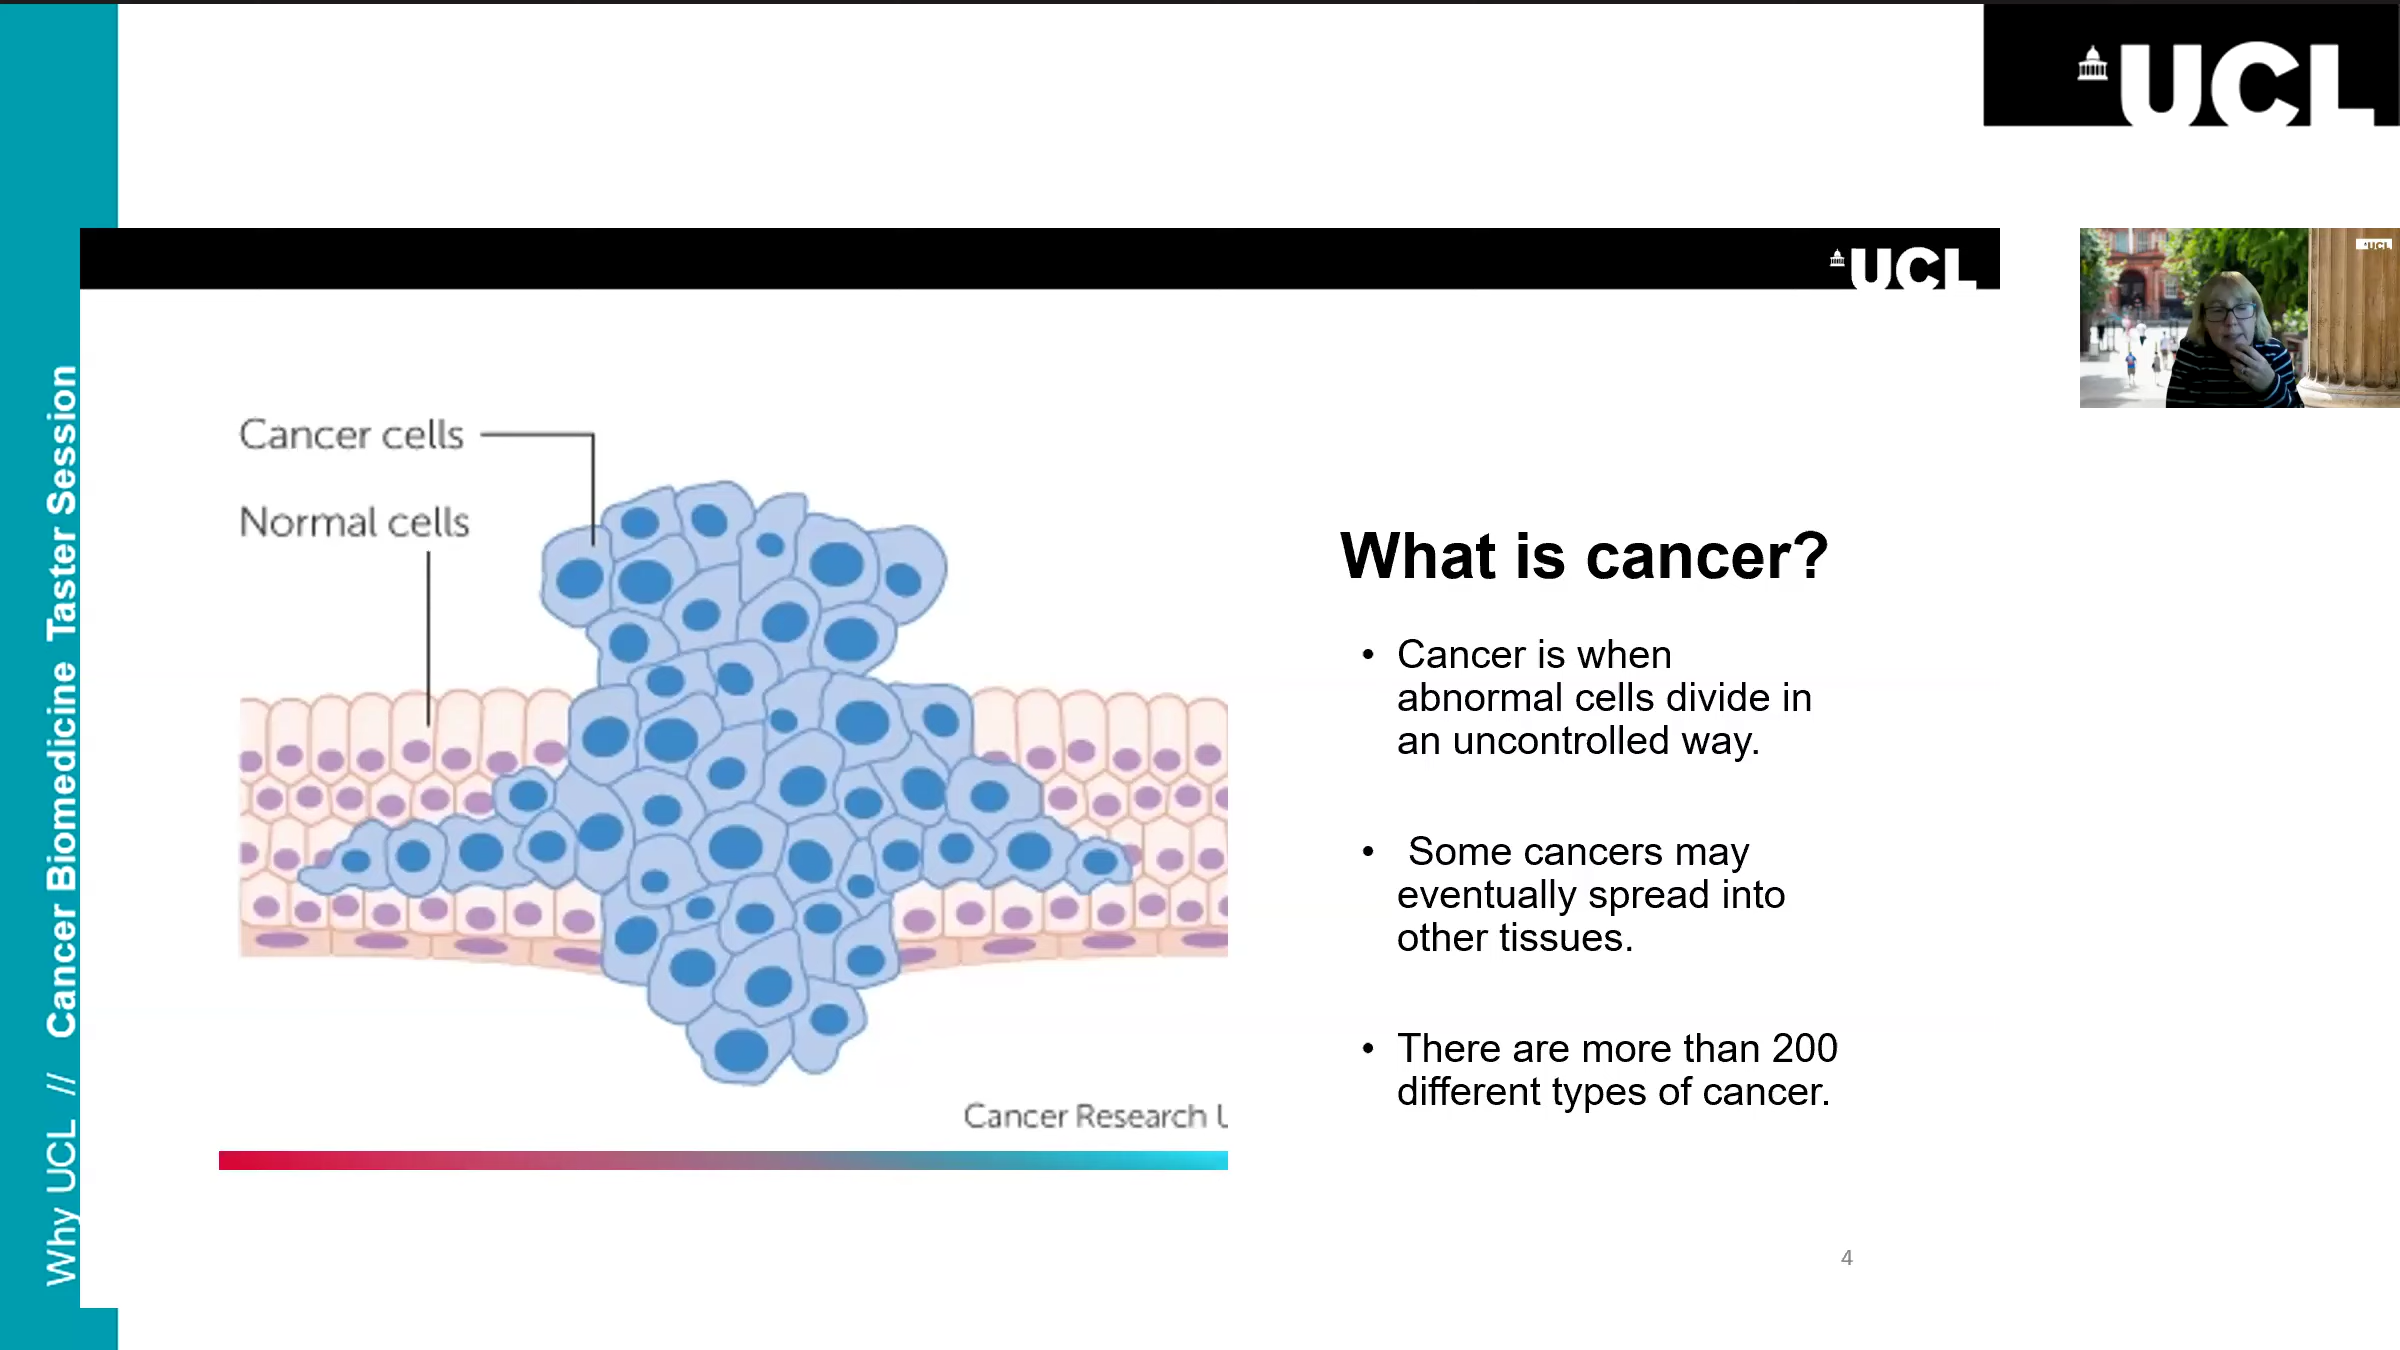 UCL
UCL
UCL
Why UCL // Cancer Biomedicine Taster Session
Cancer cells
Normal cells
What is cancer?
• Cancer is when
abnormal cells divide in
an uncontrolled way.
• Some cancers may
eventually spread into
other tissues.
• There are more than 200
different types of cancer.
Cancer Research U
4